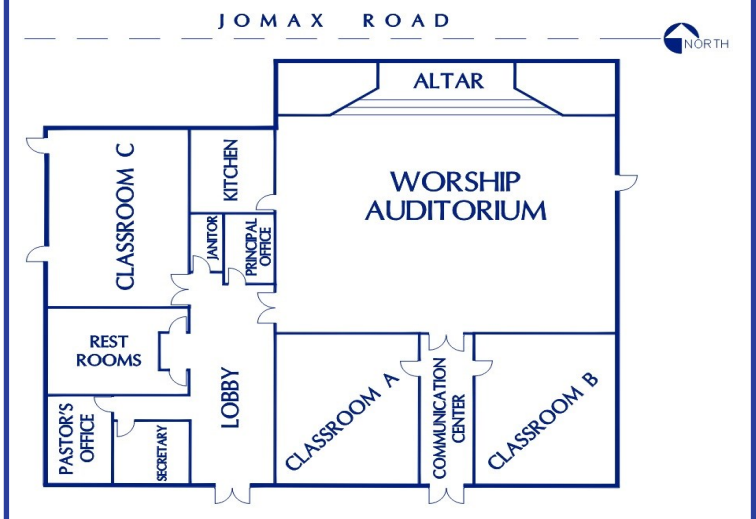 JOMAX ROAD
NORTH
ALTAR
WORSHIP
AUDITORIUM
CLASSROOM C
KITCHEN
JANITOR
PRINCIPAL
OFFICE
REST
ROOMS
LOBBY
PASTOR'S
OFFICE
SECRETARY
CLASSROOM A
COMMUNICATION
CENTER
CLASSROOM B